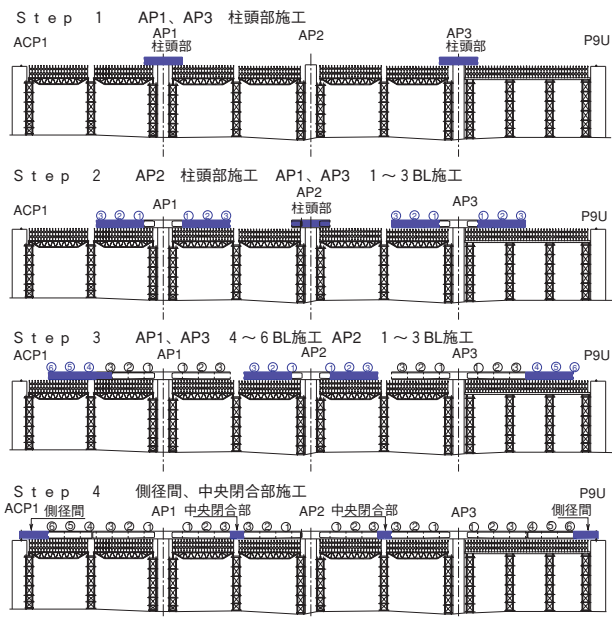 Step 1 AP1、AP3 柱頭部施工
ACP1 AP1 柱頭部 AP2 AP3 柱頭部 P9U
Step 2 AP2 柱頭部施工 AP1、AP3 1～3BL施工
ACP1 AP1 AP2 柱頭部 AP3 P9U
③ ② ① ① ② ③ ③ ② ① ① ② ③
Step 3 AP1、AP3 4～6BL施工 AP2 1～3BL施工
ACP1 AP1 AP2 AP3 P9U
⑥ ⑤ ④ ③ ② ① ① ② ③ ③ ② ① ① ② ③ ③ ② ① ① ② ③ ④ ⑤ ⑥
Step 4 側径間、中央閉合部施工
ACP1 側径間 AP1 中央閉合部 AP2 中央閉合部 AP3 側径間 P9U
⑥ ⑤ ④ ③ ② ① ① ② ③ ③ ② ① ① ② ③ ③ ② ① ① ② ③ ④ ⑤ ⑥